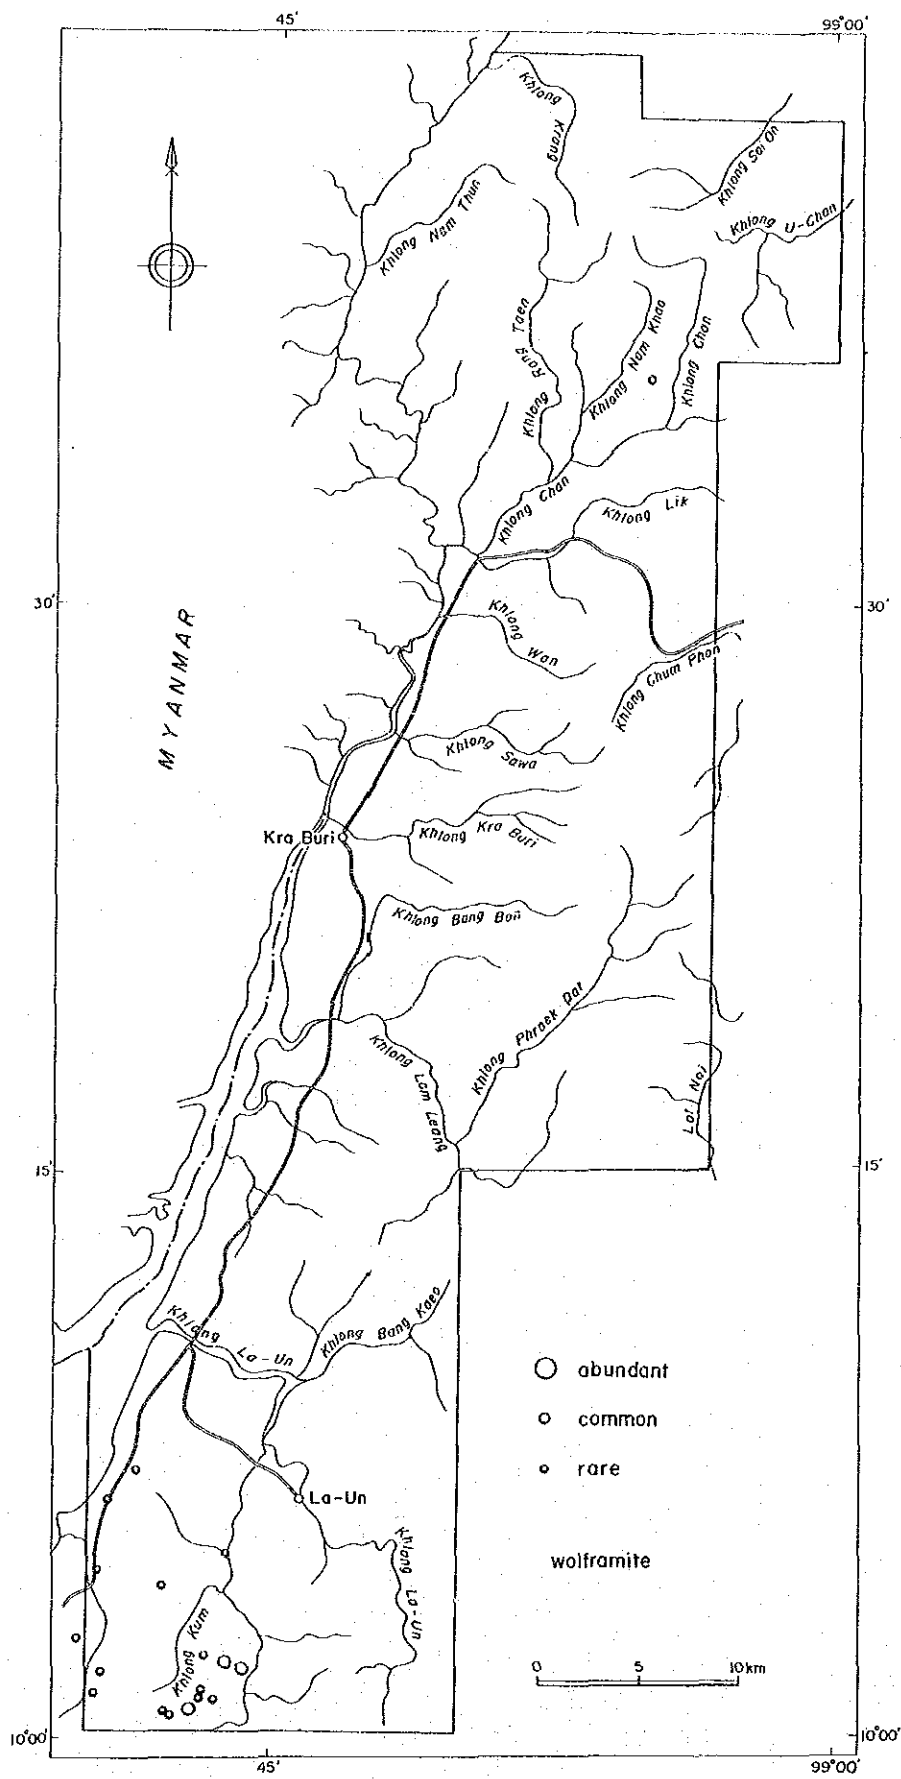 45'
99°00'
Khlong Krang
Khlong Sai On
Khlong U-Chan
Khlong Nam Thun
Khlong Rang Taen
Khlong Nam Khao
Khlong Chan
Khlong Chan
Khlong Lik
30'
30'
MYANMAR
Khlong Wan
Khlong Chum Phon
Khlong Sawa
Kra Buri
Khlong Kra Buri
Khlong Bang Bon
Khlong Phraek Dat
Khlong Lam Leang
Lat Nai
15'
15'
Khlong La-Un
Khlong Bang Kaeo
abundant
common
rare
La-Un
Khlong La-Un
wolframite
Khlong Kum
0 5 10km
10°00'
10°00'
45'
99°00'